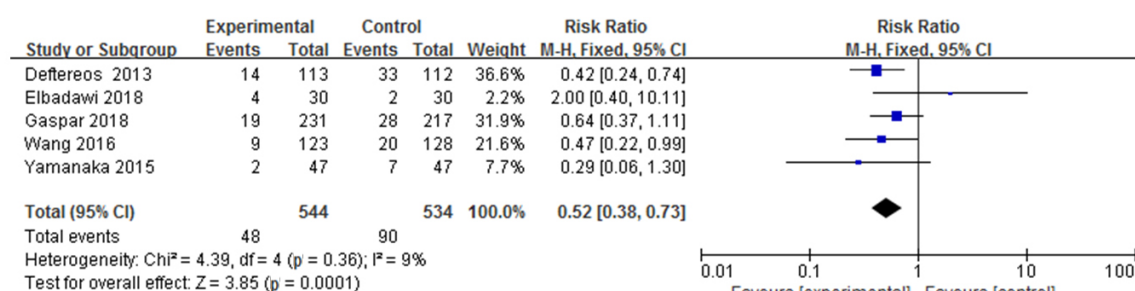 Experimental Control Risk Ratio Risk Ratio
Study or Subgroup Events Total Events Total Weight M-H, Fixed, 95% CI M-H, Fixed, 95% CI
Deftereos 2013 14 113 33 112 36.6% 0.42 [0.24, 0.74]
Elbadawi 2018 4 30 2 30 2.2% 2.00 [0.40, 10.11]
Gaspar 2018 19 231 28 217 31.9% 0.64 [0.37, 1.11]
Wang 2016 9 123 20 128 21.6% 0.47 [0.22, 0.99]
Yamanaka 2015 2 47 7 47 7.7% 0.29 [0.06, 1.30]
Total (95% CI) 544 534 100.0% 0.52 [0.38, 0.73]
Total events 48 90
Heterogeneity: Chi² = 4.39, df = 4 (p = 0.36); I² = 9%
Test for overall effect: Z = 3.85 (p = 0.0001)
0.01 0.1 1 10 100
Favours [experimental] Favours [control]